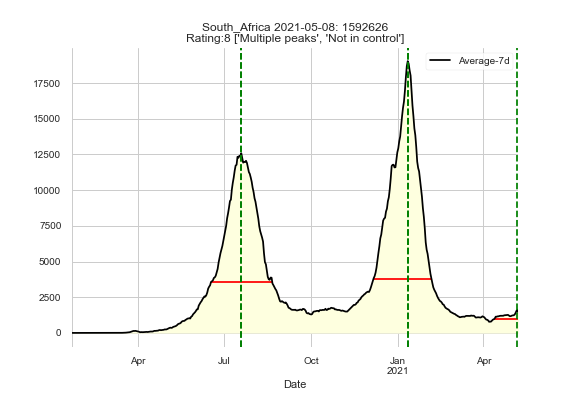 South_Africa 2021-05-08: 1592626
Rating:8 ['Multiple peaks', 'Not in control']
Average-7d
17500
15000
12500
10000
7500
5000
2500
0
Apr
Jul
Oct
Jan
2021
Apr
Date